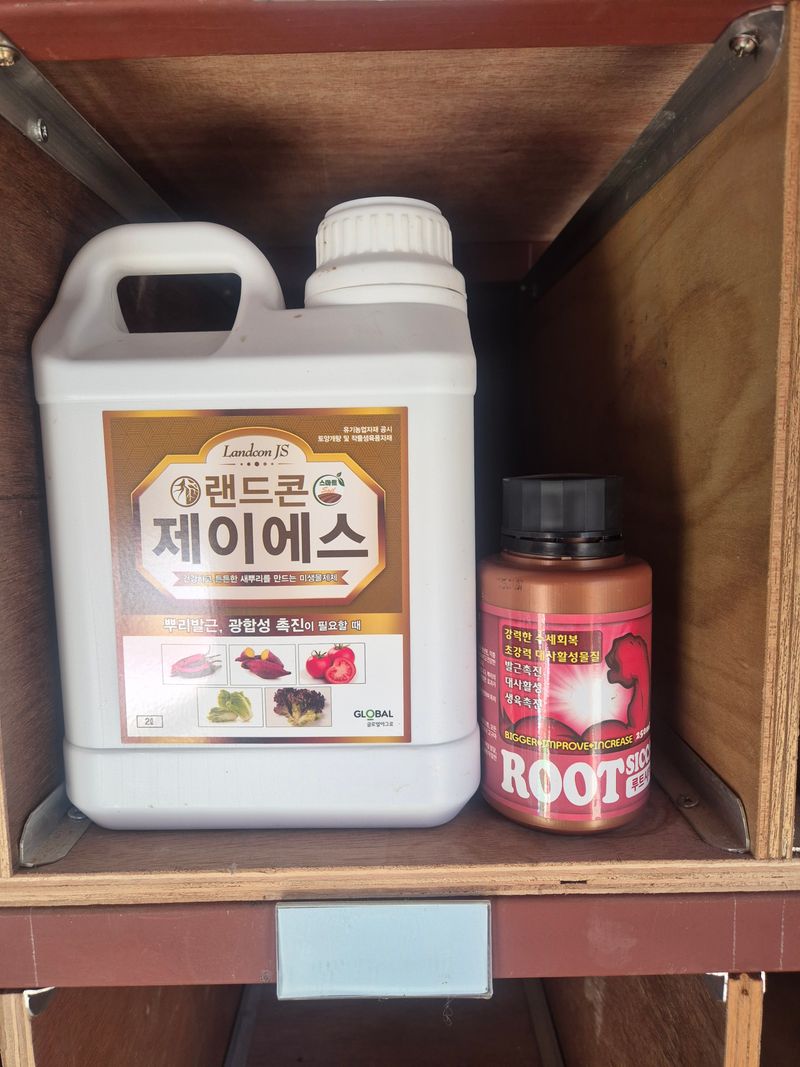 유기농업자재 공시
토양개량 및 작물생육용자재
Landcon JS
랜드콘
스마트
제이에스
건강하고 튼튼한 새뿌리를 만드는 미생물제제
뿌리발근, 광합성 촉진이 필요할 때
2ℓ
GLOBAL
글로벌아그로
강력한 수세회복
초강력 대사활성물질
발근촉진
대사활성
생육촉진
BIGGER•IMPROVE•INCREASE
ROOT